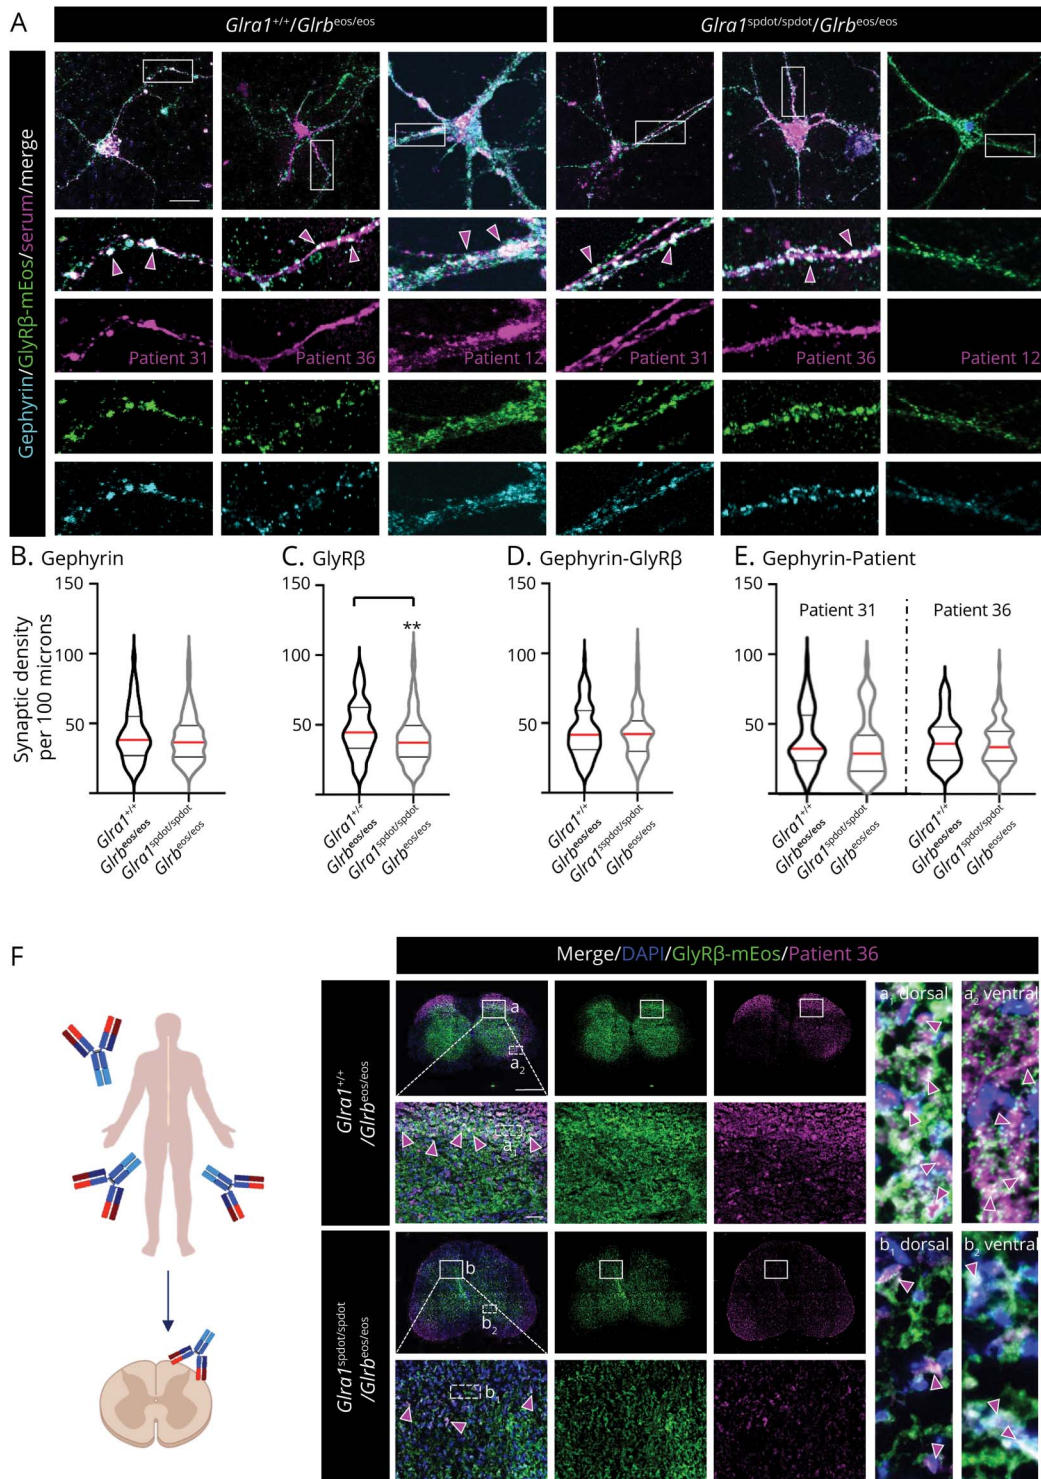 A
Glra1+/+/Glrbeos/eos
Glra1spdot/spdot/Glrbeos/eos
Gephyrin/GlyRβ-mEos/serum/merge
Patient 31
Patient 36
Patient 12
Patient 31
Patient 36
Patient 12
B. Gephyrin
C. GlyRβ
D. Gephyrin-GlyRβ
E. Gephyrin-Patient
Synaptic density
per 100 microns
150
100
50
Glra1+/+
Glrbeos/eos
Glra1spdot/spdot
Glrbeos/eos
150
100
50
**
Glra1+/+
Glrbeos/eos
Glra1spdot/spdot
Glrbeos/eos
150
100
50
Glra1+/+
Glrbeos/eos
Glra1sspdot/spdot
Glrbeos/eos
150
100
50
Patient 31
Patient 36
Glra1+/+
Glrbeos/eos
Glra1spdot/spdot
Glrbeos/eos
Glra1+/+
Glrbeos/eos
Glra1spdot/spdot
Glrbeos/eos
F
Merge/DAPI/GlyRβ-mEos/Patient 36
Glra1+/+
/Glrbeos/eos
a
a2
a1
a1 dorsal
a2 ventral
Glra1spdot/spdot
/Glrbeos/eos
b
b2
b1
b1 dorsal
b2 ventral